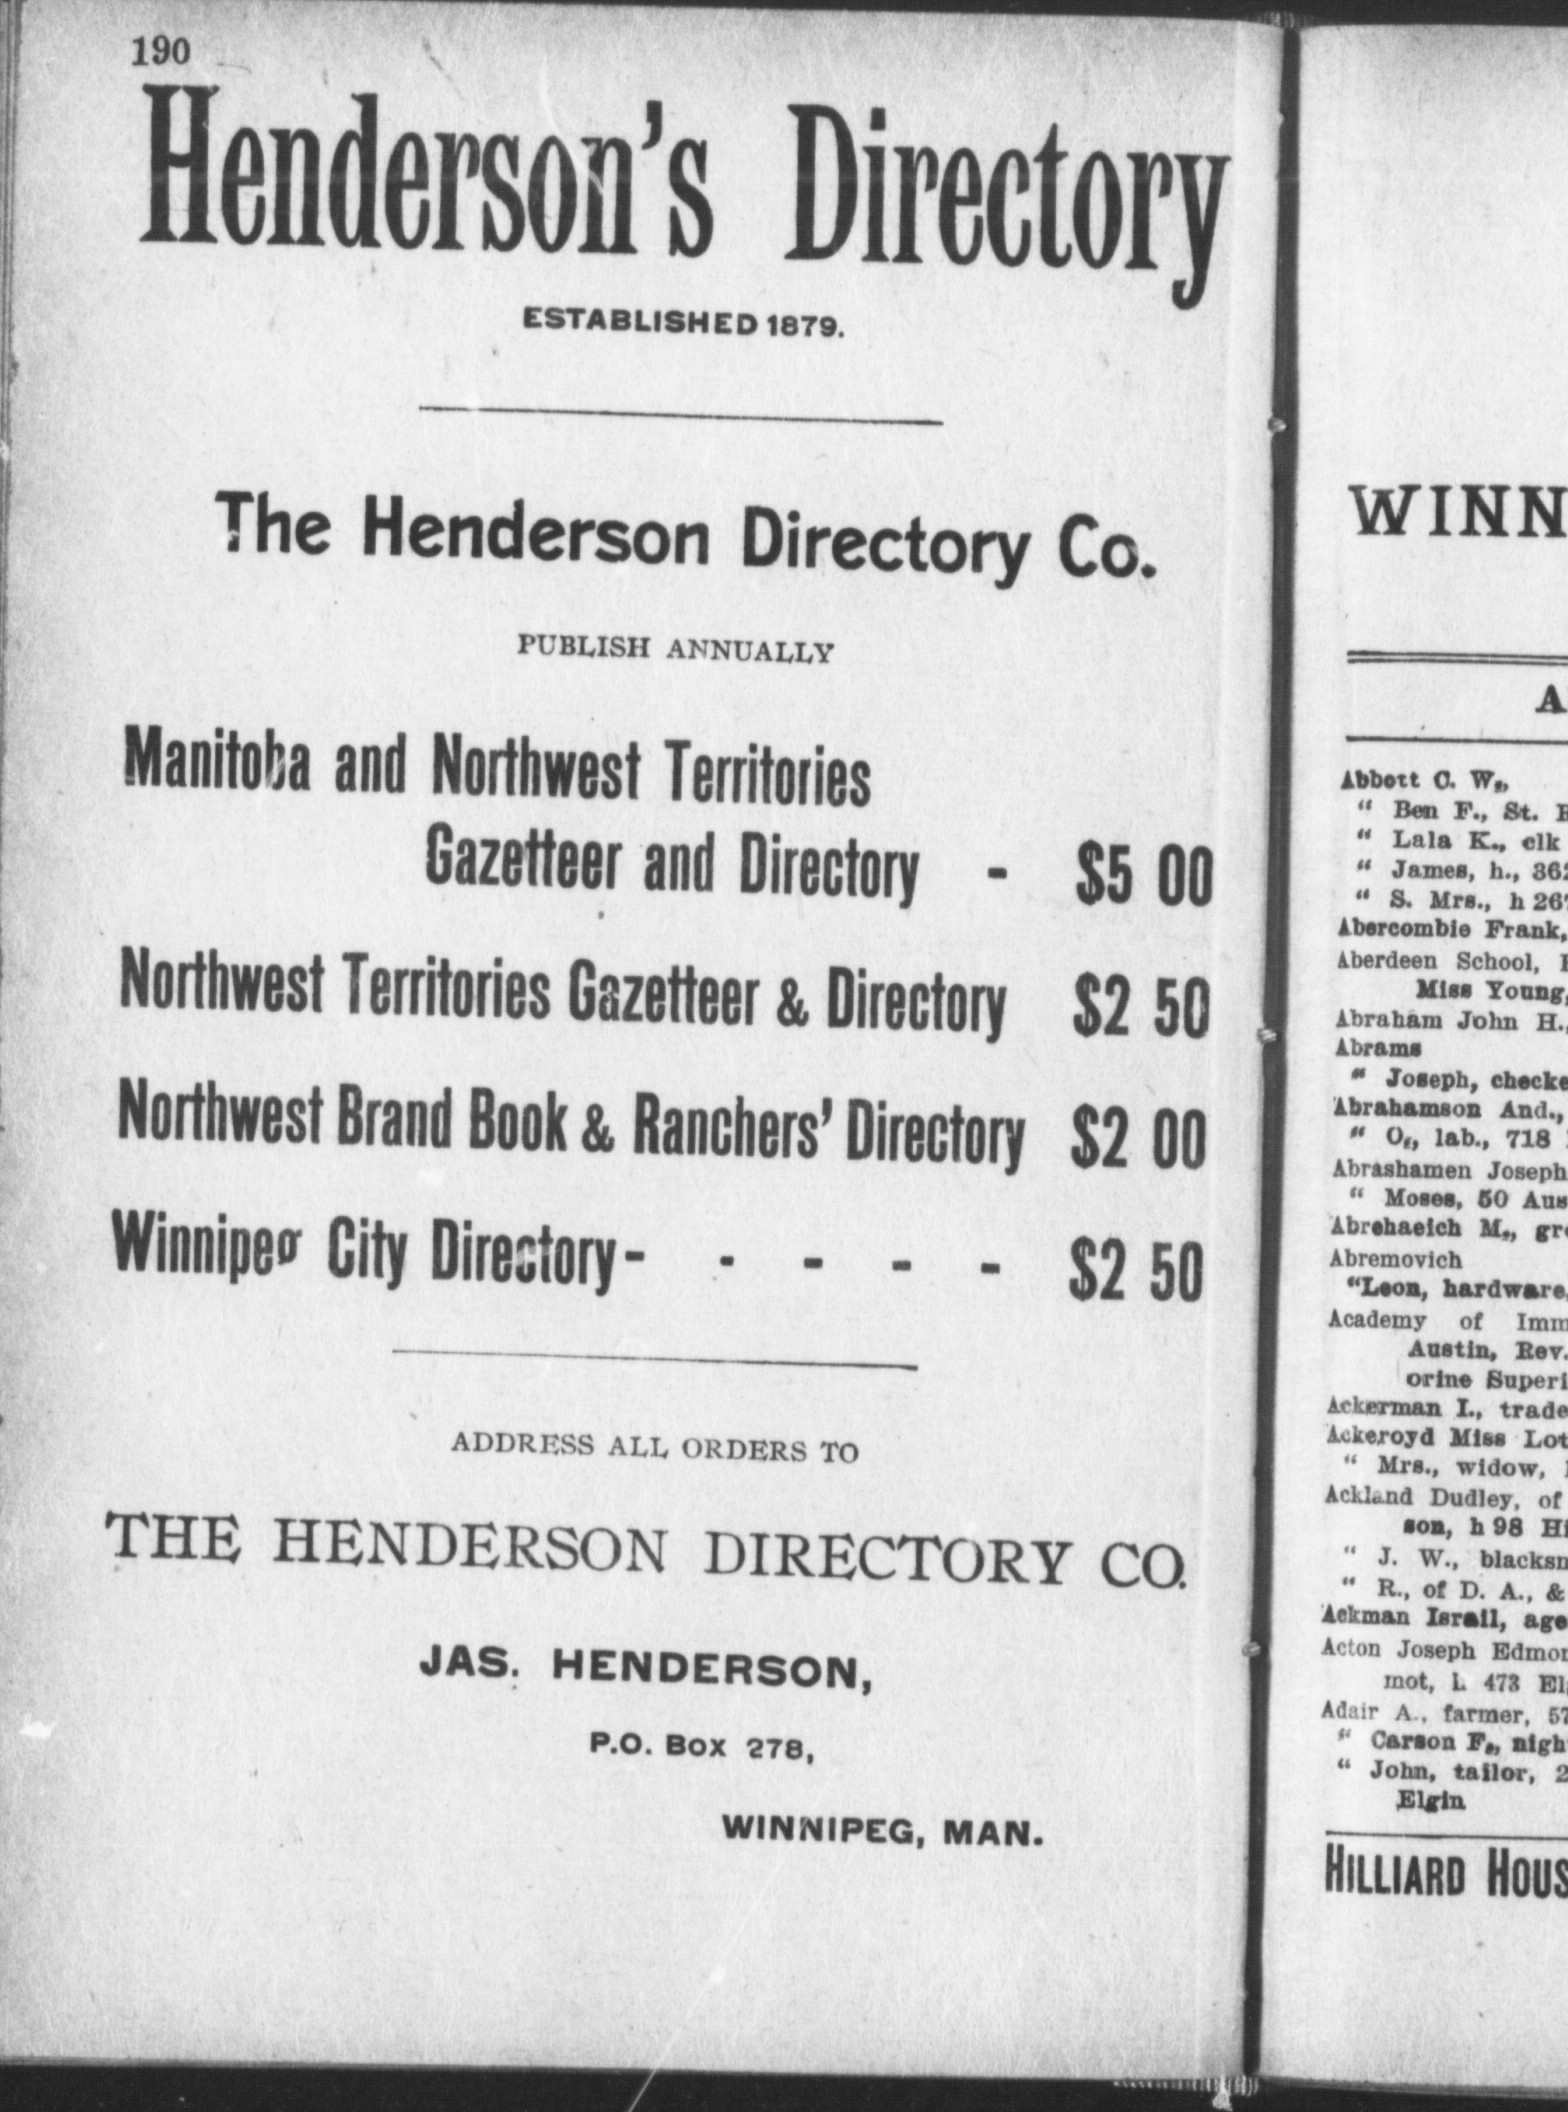 190
Henderson's Directory
ESTABLISHED 1879.
The Henderson Directory Co.
PUBLISH ANNUALLY
Manitoba and Northwest Territories
Gazetteer and Directory - $5 00
Northwest Territories Gazetteer & Directory $2 50
Northwest Brand Book & Ranchers' Directory $2 00
Winnipeg City Directory - - - - - $2 50
ADDRESS ALL ORDERS TO
THE HENDERSON DIRECTORY CO.
JAS. HENDERSON,
P.O. BOX 278,
WINNIPEG, MAN.
WINN
A
Abbott C. W.,
" Ben F., St.
" Lala K., clk
" James, h., 362
" S. Mrs., h 267
Abercombie Frank,
Aberdeen School,
Miss Young,
Abraham John H.,
Abrams
" Joseph, checke
Abrahamson And.,
" O., lab., 718
Abrashamen Joseph
" Moses, 50 Aus
Abrehaeich M., gr
Abremovich
"Leon, hardware,
Academy of Imm
Austin, Rev.
orine Superi
Ackerman I., trade
Ackeroyd Miss Lot
" Mrs., widow,
Ackland Dudley, of
son, h 98 Hi
" J. W., blacksm
" R., of D. A., &
Ackman Israil, age
Acton Joseph Edmon
mot, L 473 El
Adair A., farmer, 57
" Carson F., nigh
" John, tailor, 2
Elgin
HILLIARD HOUS